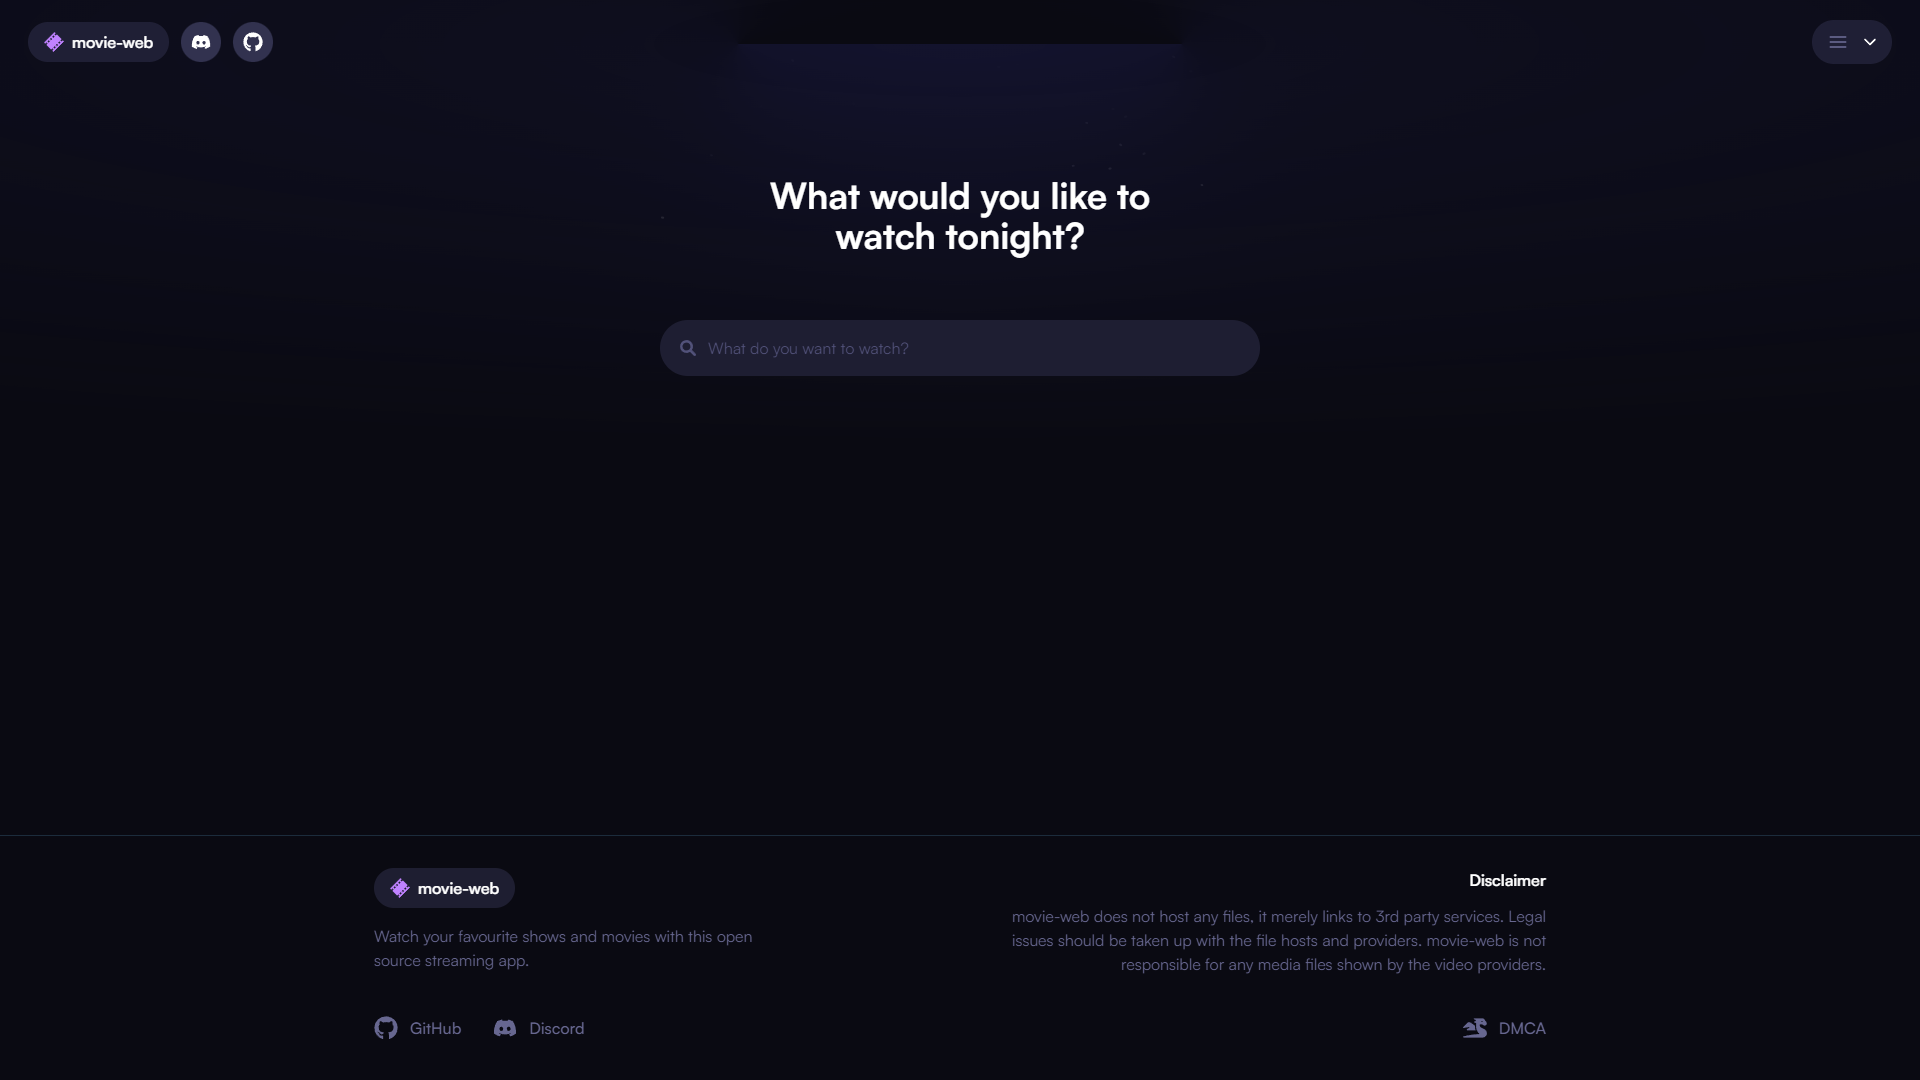 movie-web
What would you like to
watch tonight?
What do you want to watch?
movie-web
Watch your favourite shows and movies with this open
source streaming app.
GitHub
Discord
Disclaimer
movie-web does not host any files, it merely links to 3rd party services. Legal
issues should be taken up with the file hosts and providers. movie-web is not
responsible for any media files shown by the video providers.
DMCA